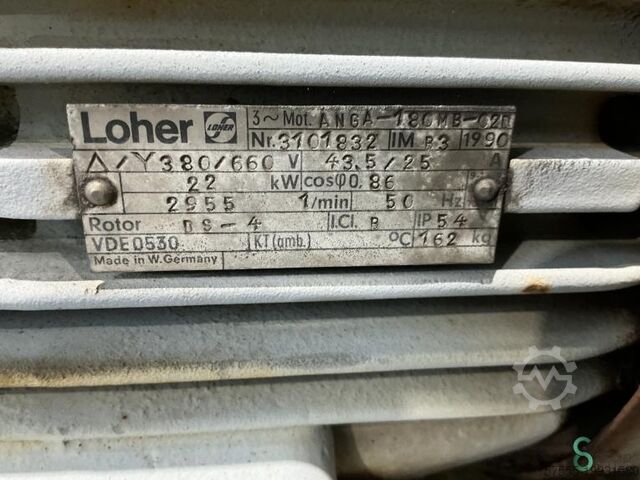 Loher LOHER 3~Mot. ANGA-180MB-02
Nr. 3101832 IM B3 1990
△/Y 380/660 V 43.5/25 A
22 kW cosφ 0.86
2955 1/min 50 Hz
Rotor DS-4 I.Cl. B IP 54
VDE 0530 KT(amb.) °C 162 kg
Made in W. Germany
S